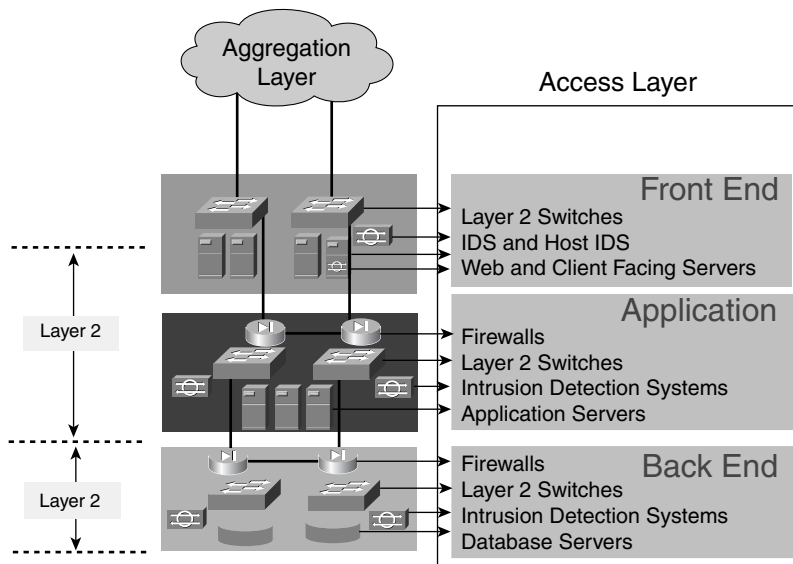 Aggregation
Layer
Access Layer
Front End
Layer 2 Switches
IDS and Host IDS
Web and Client Facing Servers
Layer 2
Application
Firewalls
Layer 2 Switches
Intrusion Detection Systems
Application Servers
Layer 2
Back End
Firewalls
Layer 2 Switches
Intrusion Detection Systems
Database Servers